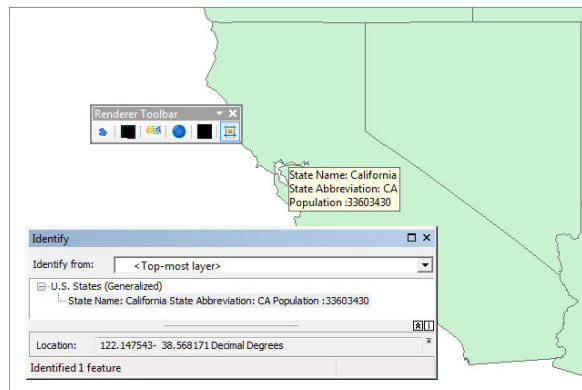 Renderer Toolbar
State Name: California
State Abbreviation: CA
Population :33603430
Identify
Identify from:
<Top-most layer>
U.S. States (Generalized)
State Name: California State Abbreviation: CA Population :33603430
Location:
122.147543- 38.568171 Decimal Degrees
Identified 1 feature